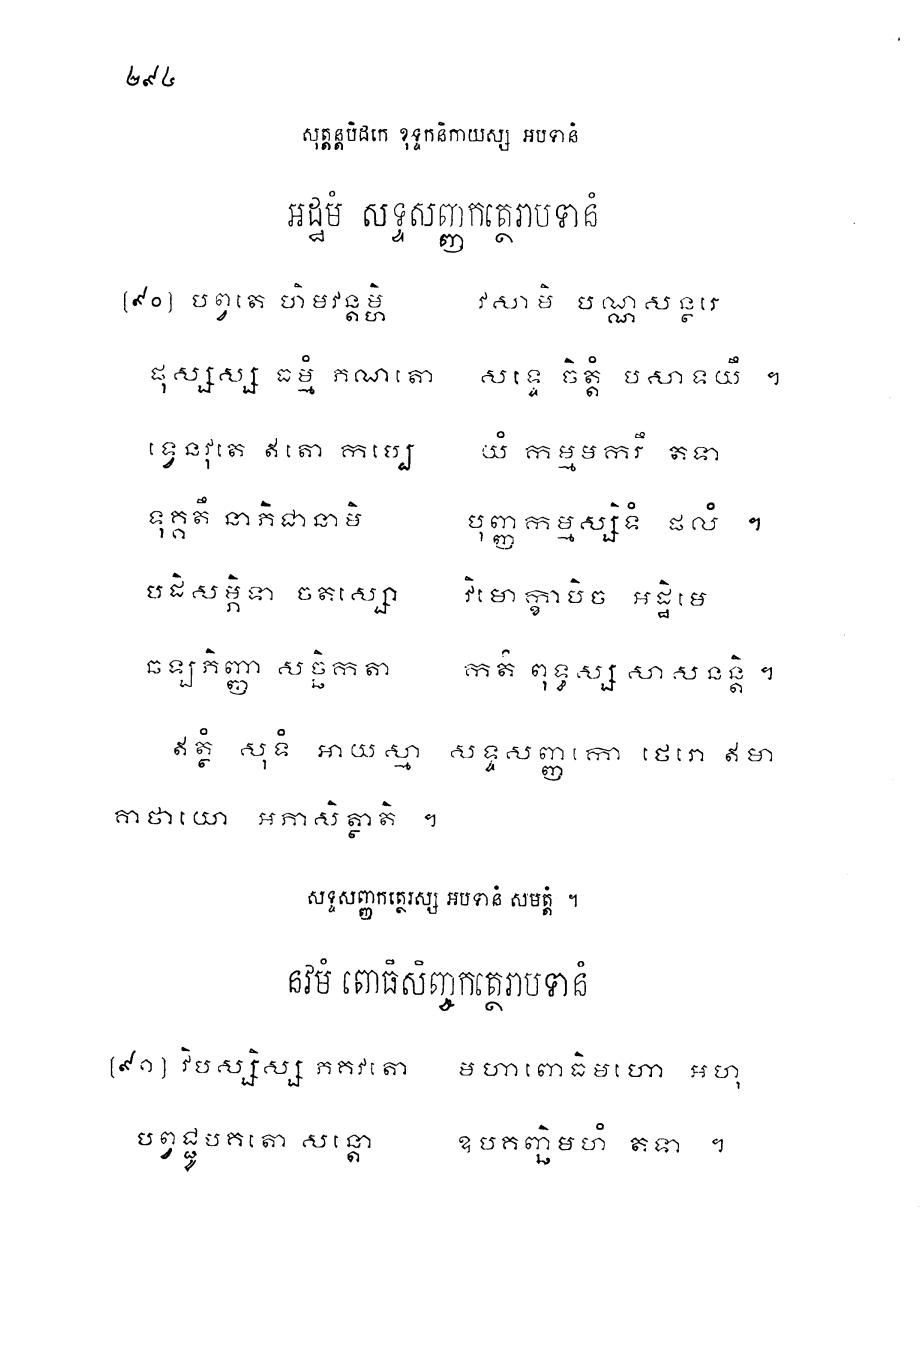 ២៩៤
សុត្តន្តបិដកេ ខុទ្ទកនិកាយស្ស អបទានំ
អដ្ឋមំ សទ្ទសញ្ញកត្ថេរាបទានំ
(៩០) បព្វតេ ហិមវន្តម្ហិ វសាមិ បណ្ណសន្ថរេ
ផុស្សស្ស ធម្មំ ភណតោ សទ្ទេ ចិត្តំ បសាទយឹ ។
ទ្វេនវុតេ ឥតោ កប្បេ យំ កម្មមករឹ តទា
ទុគ្គតឹ នាភិជានាមិ បុញ្ញកម្មស្សិទំ ផលំ ។
បដិសម្ភិទា ចតស្សោ វិមោក្ខាបិច អដ្ឋិមេ
ឆឡភិញ្ញា សច្ឆិកតា កតំ ពុទ្ធស្ស សាសនន្តិ ។
ឥត្ថំ សុទំ អាយស្មា សទ្ទសញ្ញកោ ថេរោ ឥមា
គាថាយោ អភាសិត្ថាតិ ។
សទ្ទសញ្ញកត្ថេរស្ស អបទានំ សមត្តំ ។
នវមំ ពោធិសិញ្ចកត្ថេរាបទានំ
(៩១) វិបស្សិស្ស ភគវតោ មហាពោធិមហោ អហុ
បព្វជ្ជូបគតោ សន្តោ ឧបគញ្ឆិមហំ តទា ។